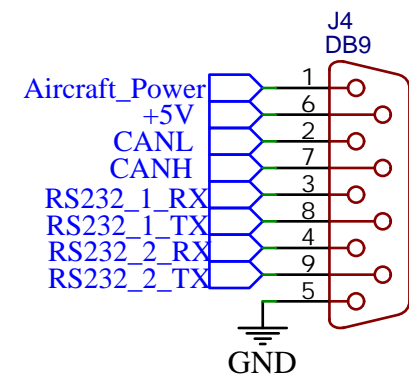 J4
DB9
Aircraft_Power 1
+5V 6
CANL 2
CANH 7
RS232_1_RX 3
RS232_1_TX 8
RS232_2_RX 4
RS232_2_TX 9
5
GND